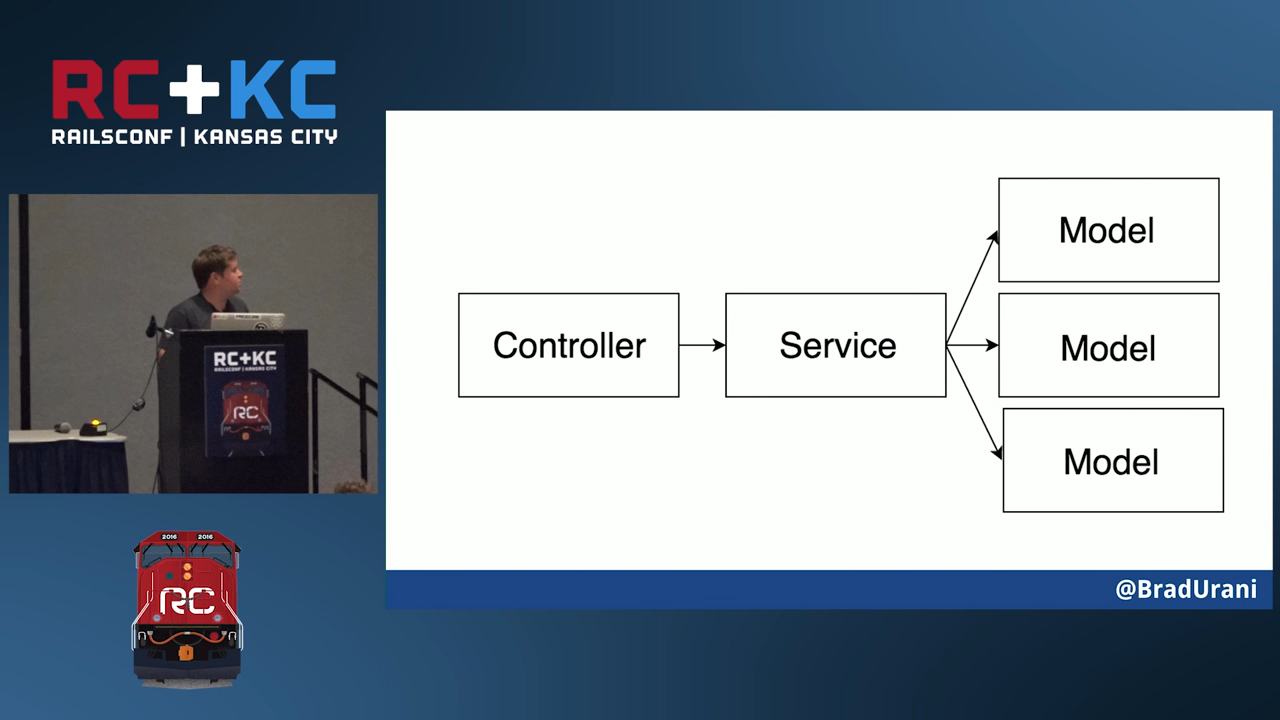 RC+KC
RAILSCONF | KANSAS CITY
RC+KC
RAILSCONF | KANSAS CITY
RC
2016 2016
RC
Controller
Service
Model
Model
Model
@BradUrani